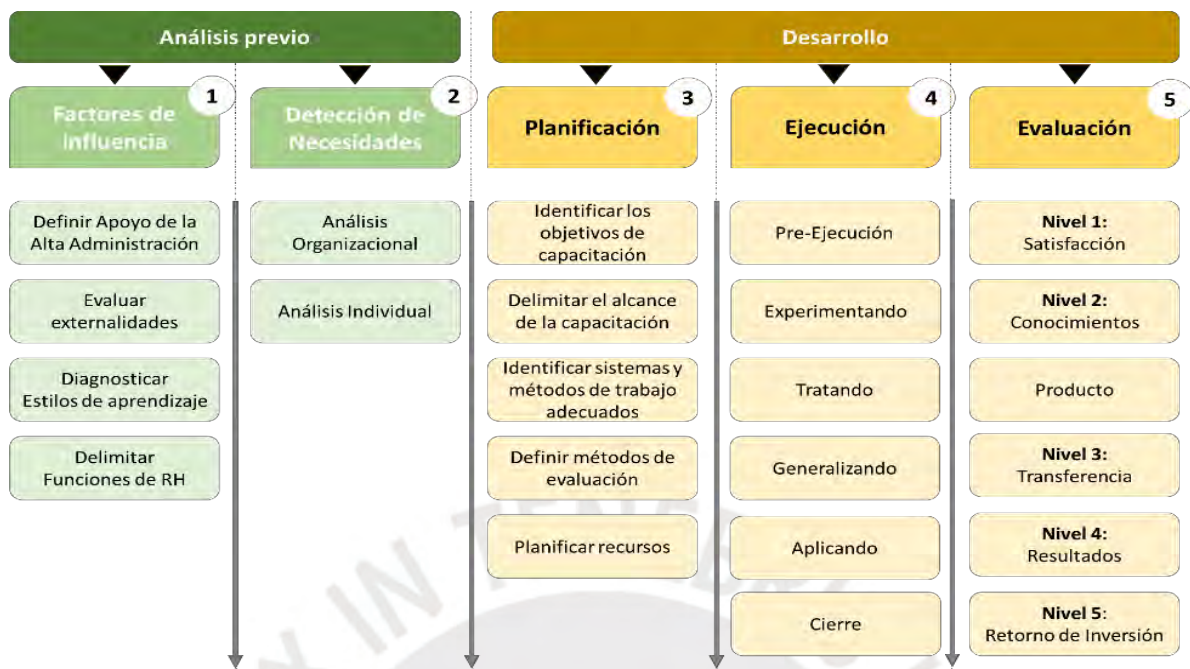 Análisis previo
Desarrollo
1
Factores de
Influencia
2
Detección de
Necesidades
3
Planificación
4
Ejecución
5
Evaluación
Definir Apoyo de la
Alta Administración
Evaluar
externalidades
Diagnosticar
Estilos de aprendizaje
Delimitar
Funciones de RH
Análisis
Organizacional
Análisis Individual
Identificar los
objetivos de
capacitación
Delimitar el alcance
de la capacitación
Identificar sistemas y
métodos de trabajo
adecuados
Definir métodos de
evaluación
Planificar recursos
Pre-Ejecución
Experimentando
Tratando
Generalizando
Aplicando
Cierre
Nivel 1:
Satisfacción
Nivel 2:
Conocimientos
Producto
Nivel 3:
Transferencia
Nivel 4:
Resultados
Nivel 5:
Retorno de Inversión
IN